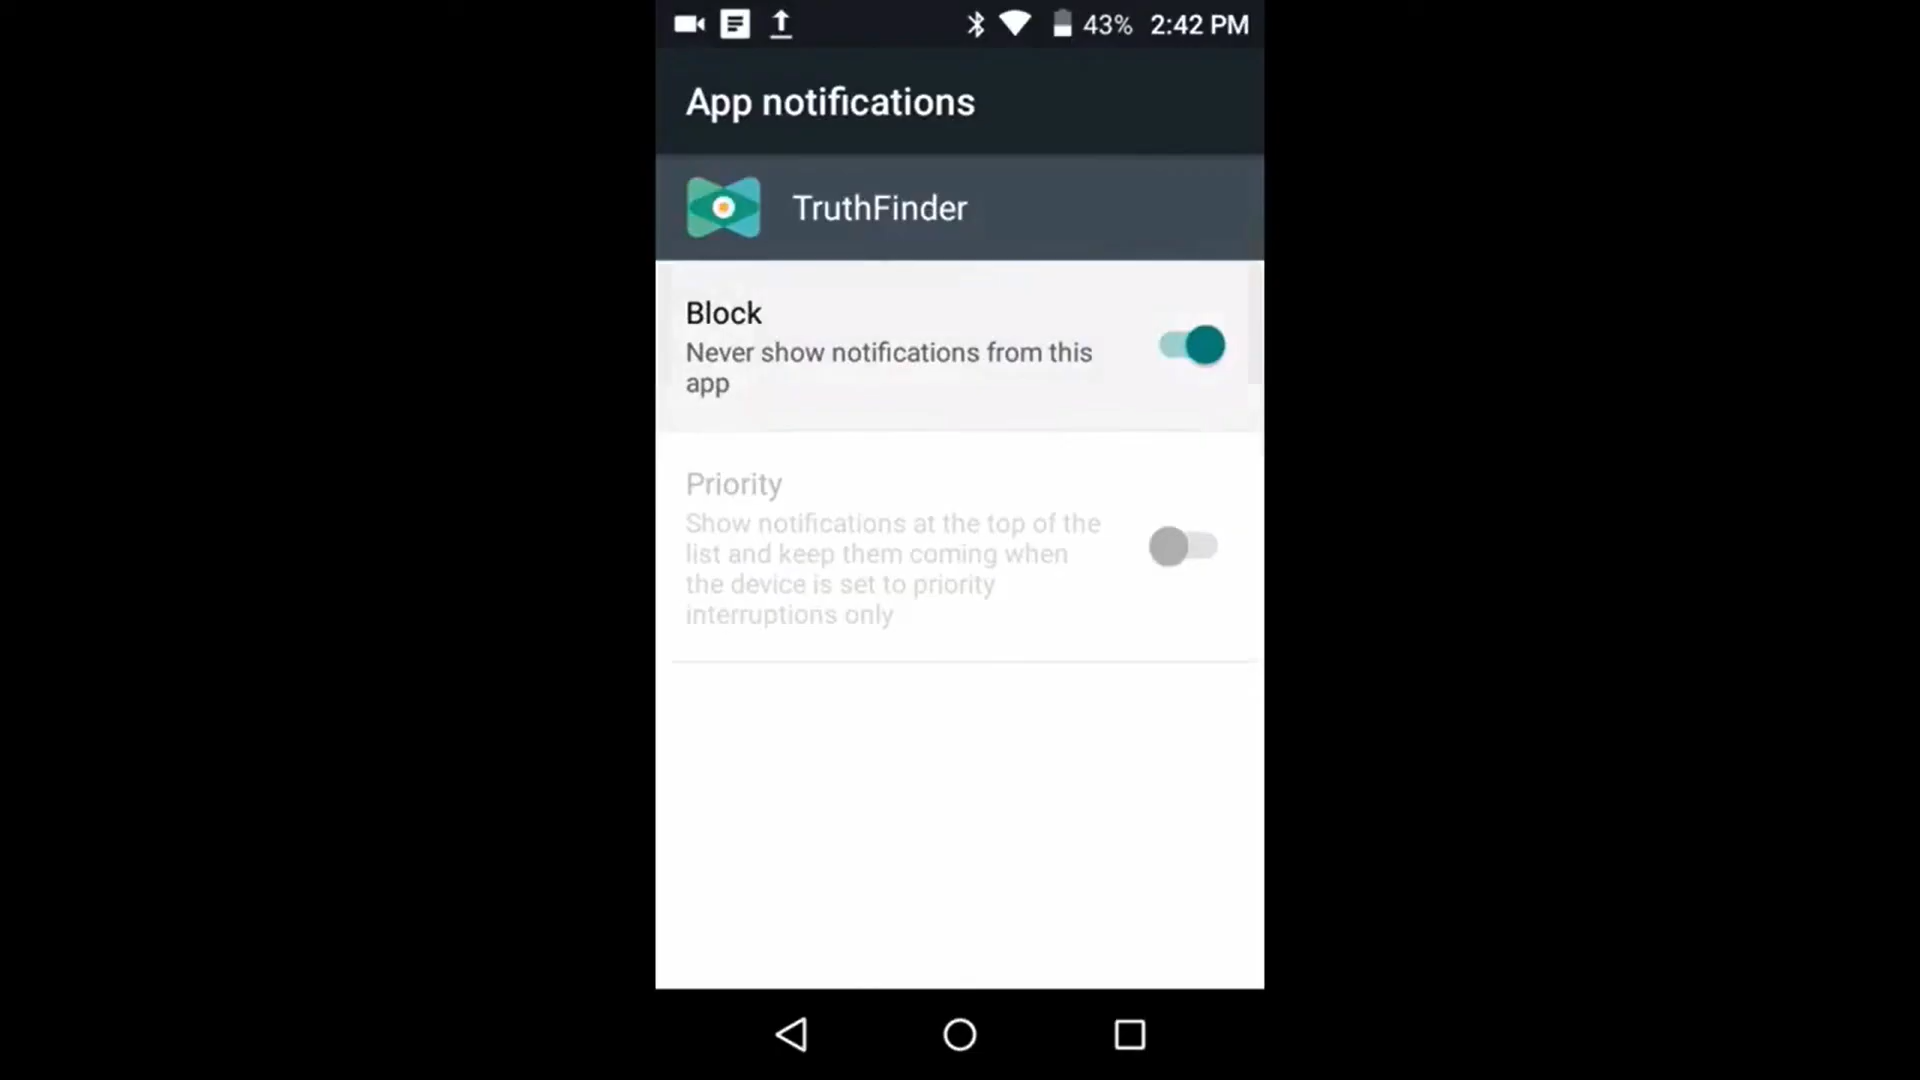 43% 2:42 PM
App notifications
TruthFinder
Block
Never show notifications from this
app
Priority
Show notifications at the top of the
list and keep them coming when
the device is set to priority
interruptions only